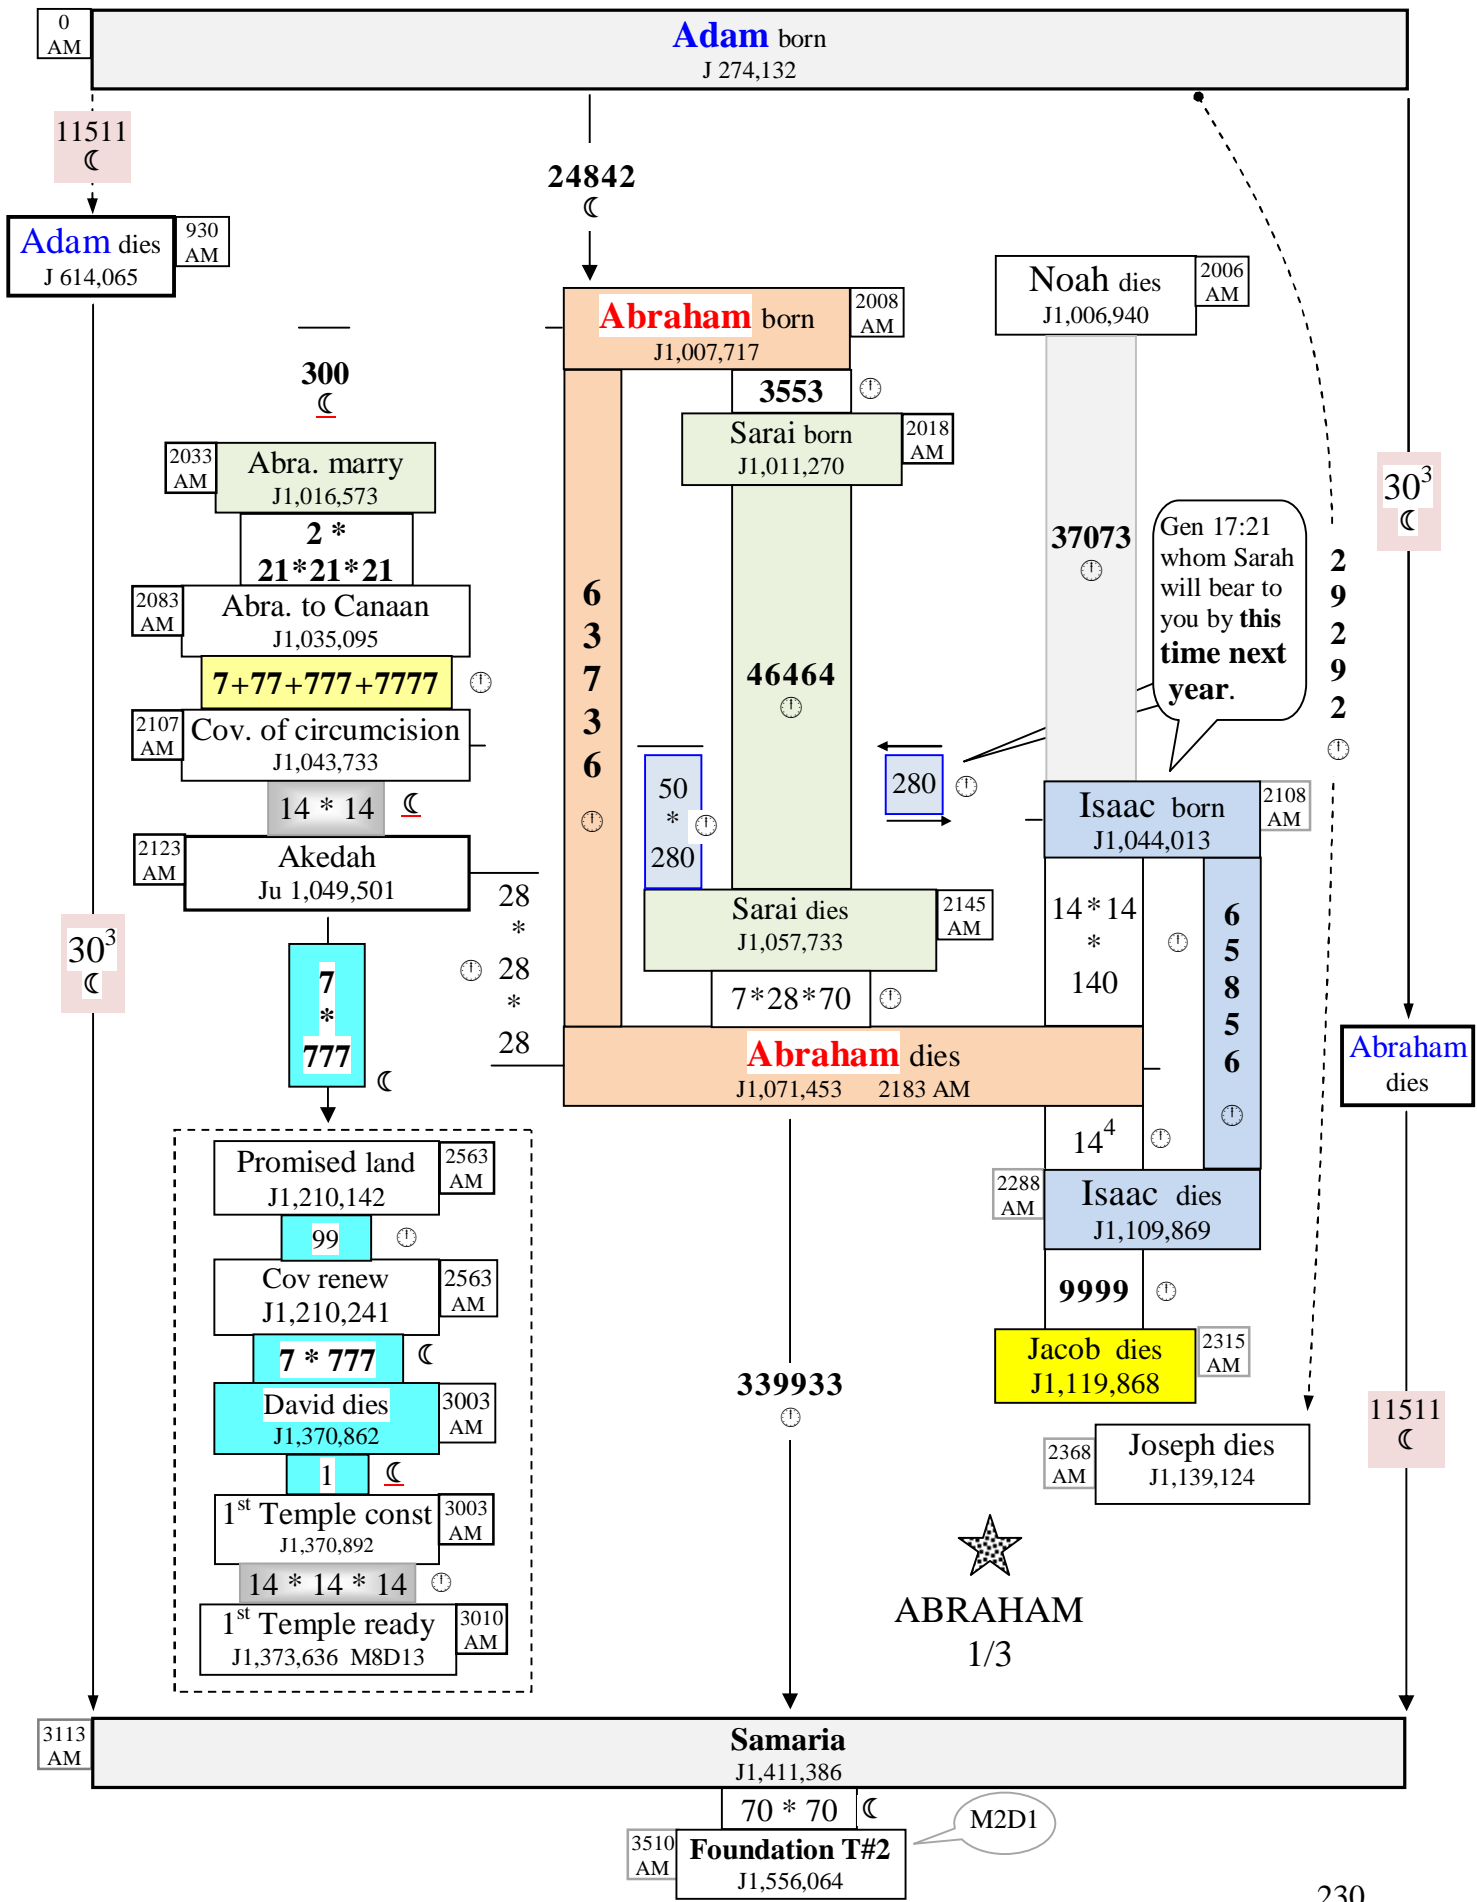 0
AM
Adam born
J 274,132
11511
☾
24842
☾
Adam dies
J 614,065
930
AM
Abraham born
J1,007,717
2008
AM
Noah dies
J1,006,940
2006
AM
300
☾
3553
Sarai born
J1,011,270
2018
AM
2033
AM
Abra. marry
J1,016,573
30³
☾
2 *
21*21*21
37073
Gen 17:21
whom Sarah
will bear to
you by this
time next
year.
2
9
2
9
2
2083
AM
Abra. to Canaan
J1,035,095
6
3
7
3
6
46464
7+77+777+7777
2107
AM
Cov. of circumcision
J1,043,733
50
*
280
280
14 * 14 ☾
Isaac born
J1,044,013
2108
AM
2123
AM
Akedah
Ju 1,049,501
28
*
28
*
28
Sarai dies
J1,057,733
2145
AM
14*14
*
140
6
5
8
5
6
30³
☾
7
*
777
☾
7*28*70
Abraham dies
J1,071,453 2183 AM
Abraham
dies
14⁴
Promised land
J1,210,142
2563
AM
2288
AM
Isaac dies
J1,109,869
99
Cov renew
J1,210,241
2563
AM
9999
7 * 777 ☾
Jacob dies
J1,119,868
2315
AM
339933
David dies
J1,370,862
3003
AM
11511
☾
2368
AM
Joseph dies
J1,139,124
1 ☾
1st Temple const
J1,370,892
3003
AM
14 * 14 * 14
ABRAHAM
1/3
1st Temple ready
J1,373,636 M8D13
3010
AM
3113
AM
Samaria
J1,411,386
70 * 70 ☾
M2D1
3510
AM
Foundation T#2
J1,556,064
230